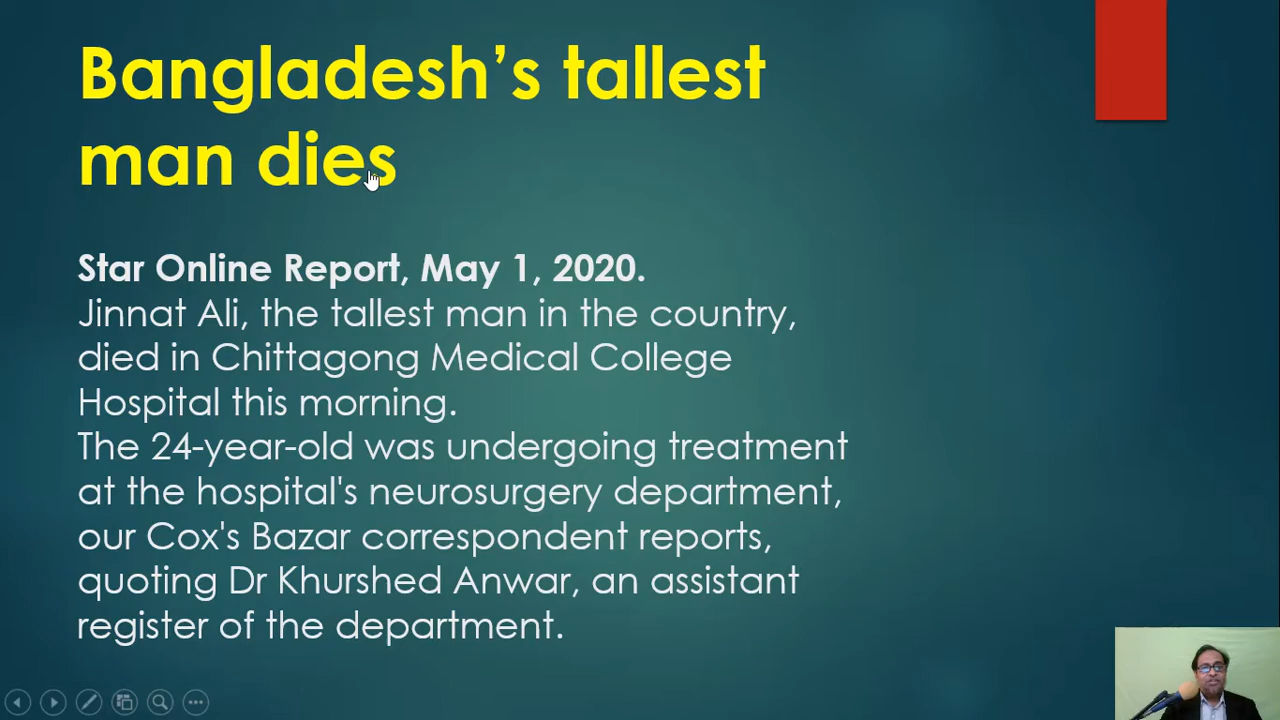 Bangladesh’s tallest
man dies
Star Online Report, May 1, 2020.
Jinnat Ali, the tallest man in the country,
died in Chittagong Medical College
Hospital this morning.
The 24-year-old was undergoing treatment
at the hospital's neurosurgery department,
our Cox's Bazar correspondent reports,
quoting Dr Khurshed Anwar, an assistant
register of the department.